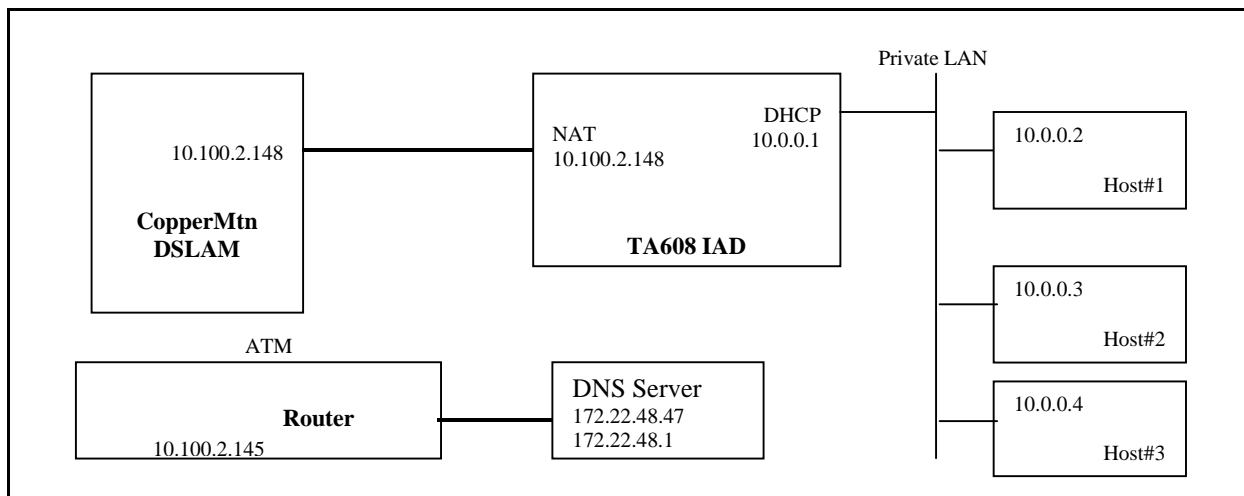 Private LAN
10.100.2.148
CopperMtn
DSLAM
NAT
10.100.2.148
DHCP
10.0.0.1
TA608 IAD
10.0.0.2
Host#1
10.0.0.3
Host#2
10.0.0.4
Host#3
ATM
Router
10.100.2.145
DNS Server
172.22.48.47
172.22.48.1